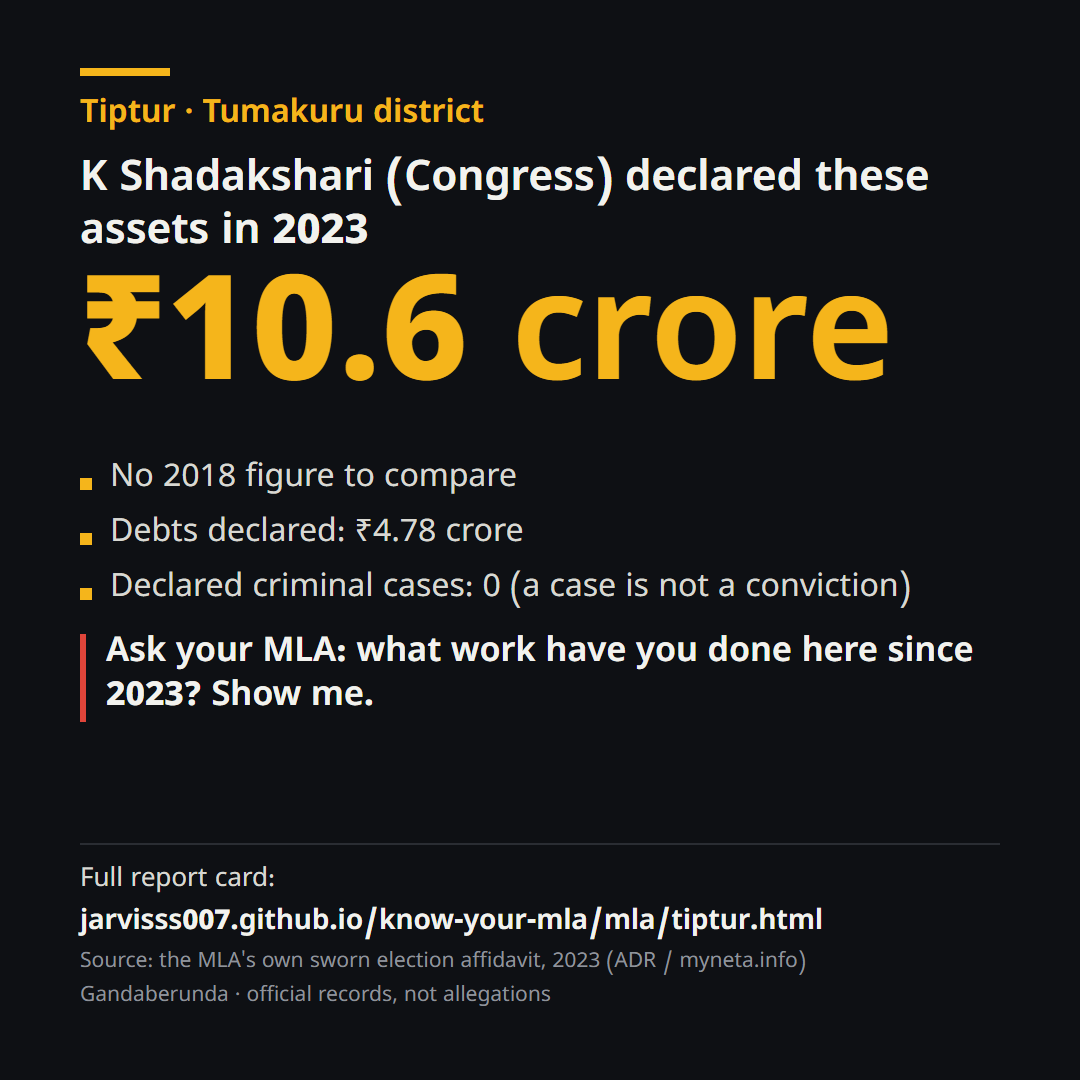 Tiptur · Tumakuru district
K Shadakshari (Congress) declared these
assets in 2023
₹10.6 crore
No 2018 figure to compare
Debts declared: ₹4.78 crore
Declared criminal cases: 0 (a case is not a conviction)
Ask your MLA: what work have you done here since
2023? Show me.
Full report card:
jarvisss007.github.io/know-your-mla/mla/tiptur.html
Source: the MLA's own sworn election affidavit, 2023 (ADR / myneta.info)
Gandaberunda · official records, not allegations